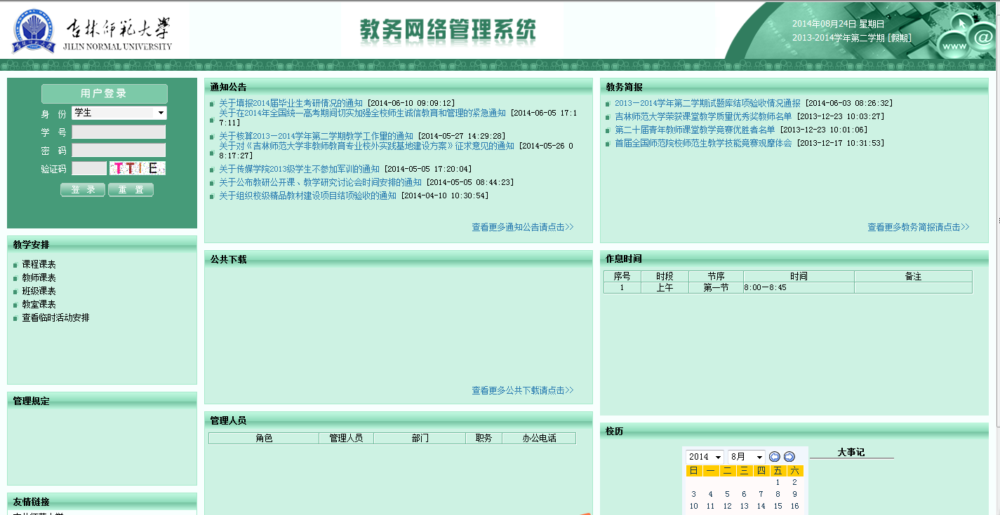 吉林师范大学
JILIN NORMAL UNIVERSITY
教务网络管理系统
2014年08月24日 星期日
2013-2014学年第二学期 [假期]
www
@
用户登录
身 份 学生
学 号
密 码
验证码 TTIE
登 录 重 置
教学安排
课程课表
教师课表
班级课表
教室课表
查看临时活动安排
管理规定
友情链接
通知公告
关于填报2014届毕业生考研情况的通知 [2014-06-10 09:09:12]
关于在2014年全国统一高考期间切实加强全校师生诚信教育和管理的紧急通知 [2014-06-05 17:1
7:11]
关于核算2013—2014学年第二学期教学工作量的通知 [2014-05-27 14:29:28]
关于对《吉林师范大学非教师教育专业校外实践基地建设方案》征求意见的通知 [2014-05-26 0
8:17:27]
关于传媒学院2013级学生不参加军训的通知 [2014-05-05 17:20:04]
关于公布教研公开课、教学研究讨论会时间安排的通知 [2014-05-05 08:44:23]
关于组织校级精品教材建设项目结项验收的通知 [2014-04-10 10:30:54]
查看更多通知公告请点击>>
公共下载
查看更多公共下载请点击>>
管理人员
角色 管理人员 部门 职务 办公电话
教务简报
2013—2014学年第二学期试题库结项验收情况通报 [2014-06-03 08:26:32]
吉林师范大学荣获课堂教学质量优秀奖教师名单 [2013-12-23 10:03:27]
第二十届青年教师课堂教学竞赛优胜者名单 [2013-12-23 10:01:06]
首届全国师范院校师范生教学技能竞赛观摩体会 [2013-12-17 10:31:53]
查看更多教务简报请点击>>
作息时间
序号 时段 节序 时间 备注
1 上午 第一节 8:00—8:45
校历
2014 8月
日 一 二 三 四 五 六
1 2
3 4 5 6 7 8 9
10 11 12 13 14 15 16
大事记